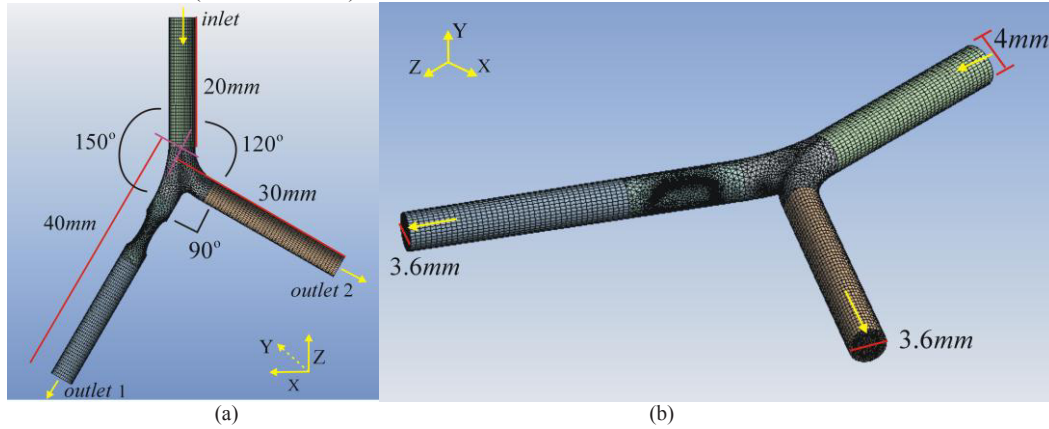 inlet
20mm
150°
120°
30mm
40mm
90°
outlet 2
outlet 1
Y
Z
X
(a)
Y
Z
X
4mm
3.6mm
3.6mm
(b)